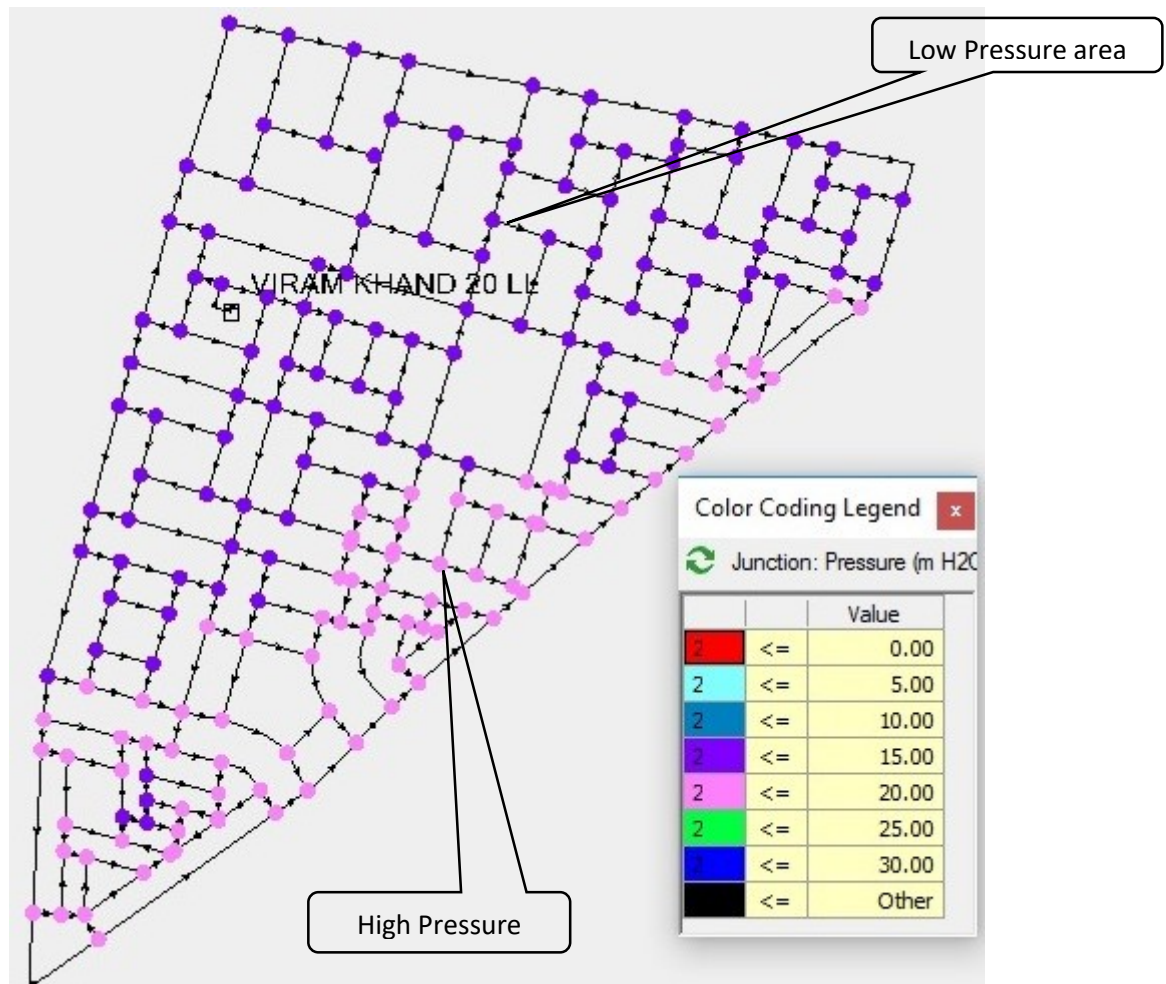 Low Pressure area
VIRAM KHAND 20 LL
Color Coding Legend x
Junction: Pressure (m H2O
Value
2 <= 0.00
2 <= 5.00
2 <= 10.00
2 <= 15.00
2 <= 20.00
2 <= 25.00
2 <= 30.00
<= Other
High Pressure